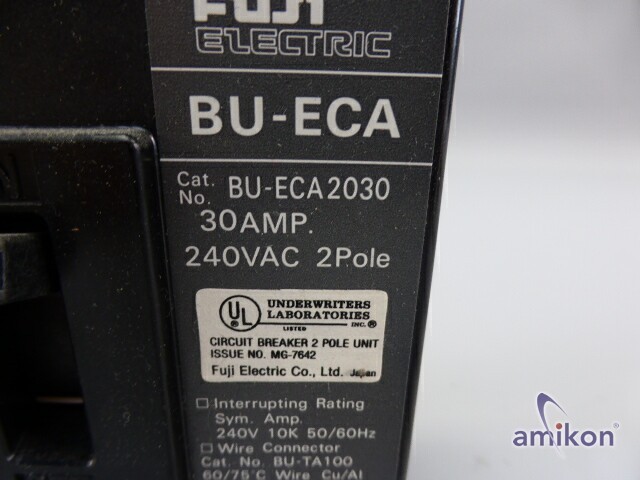 FUJI
ELECTRIC
BU-ECA
Cat. No. BU-ECA2030
30AMP.
240VAC 2Pole
UL® UNDERWRITERS
LABORATORIES
LISTED INC.®
CIRCUIT BREAKER 2 POLE UNIT
ISSUE NO. MG-7642
Fuji Electric Co., Ltd. Japan
□ Interrupting Rating
Sym. Amp.
240V 10K 50/60Hz
□ Wire Connector
Cat. No. BU-TA100
60/75°C Wire Cu/Al
amikon®